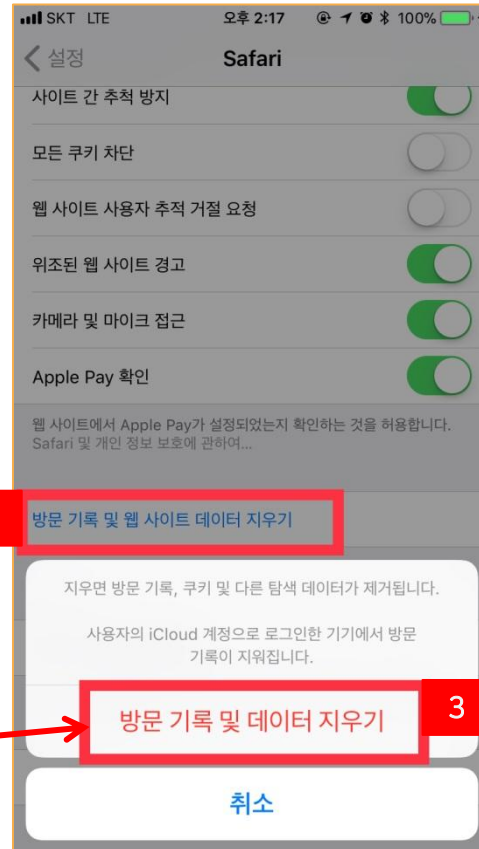 SKT LTE 오후 2:17 100%
설정 Safari
사이트 간 추적 방지
모든 쿠키 차단
웹 사이트 사용자 추적 거절 요청
위조된 웹 사이트 경고
카메라 및 마이크 접근
Apple Pay 확인
웹 사이트에서 Apple Pay가 설정되었는지 확인하는 것을 허용합니다.
Safari 및 개인 정보 보호에 관하여...
방문 기록 및 웹 사이트 데이터 지우기
지우면 방문 기록, 쿠키 및 다른 탐색 데이터가 제거됩니다.
사용자의 iCloud 계정으로 로그인한 기기에서 방문
기록이 지워집니다.
방문 기록 및 데이터 지우기
3
취소